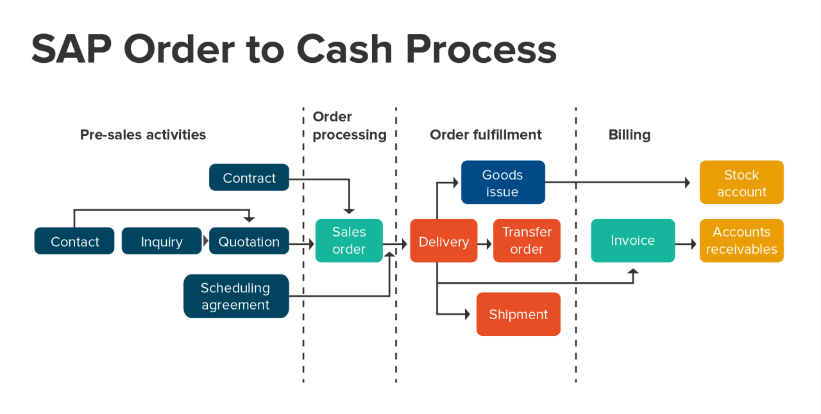 SAP Order to Cash Process
Pre-sales activities
Order
processing
Order fulfillment
Billing
Contract
Contact
Inquiry
Quotation
Scheduling
agreement
Sales
order
Goods
issue
Delivery
Transfer
order
Shipment
Invoice
Stock
account
Accounts
receivables